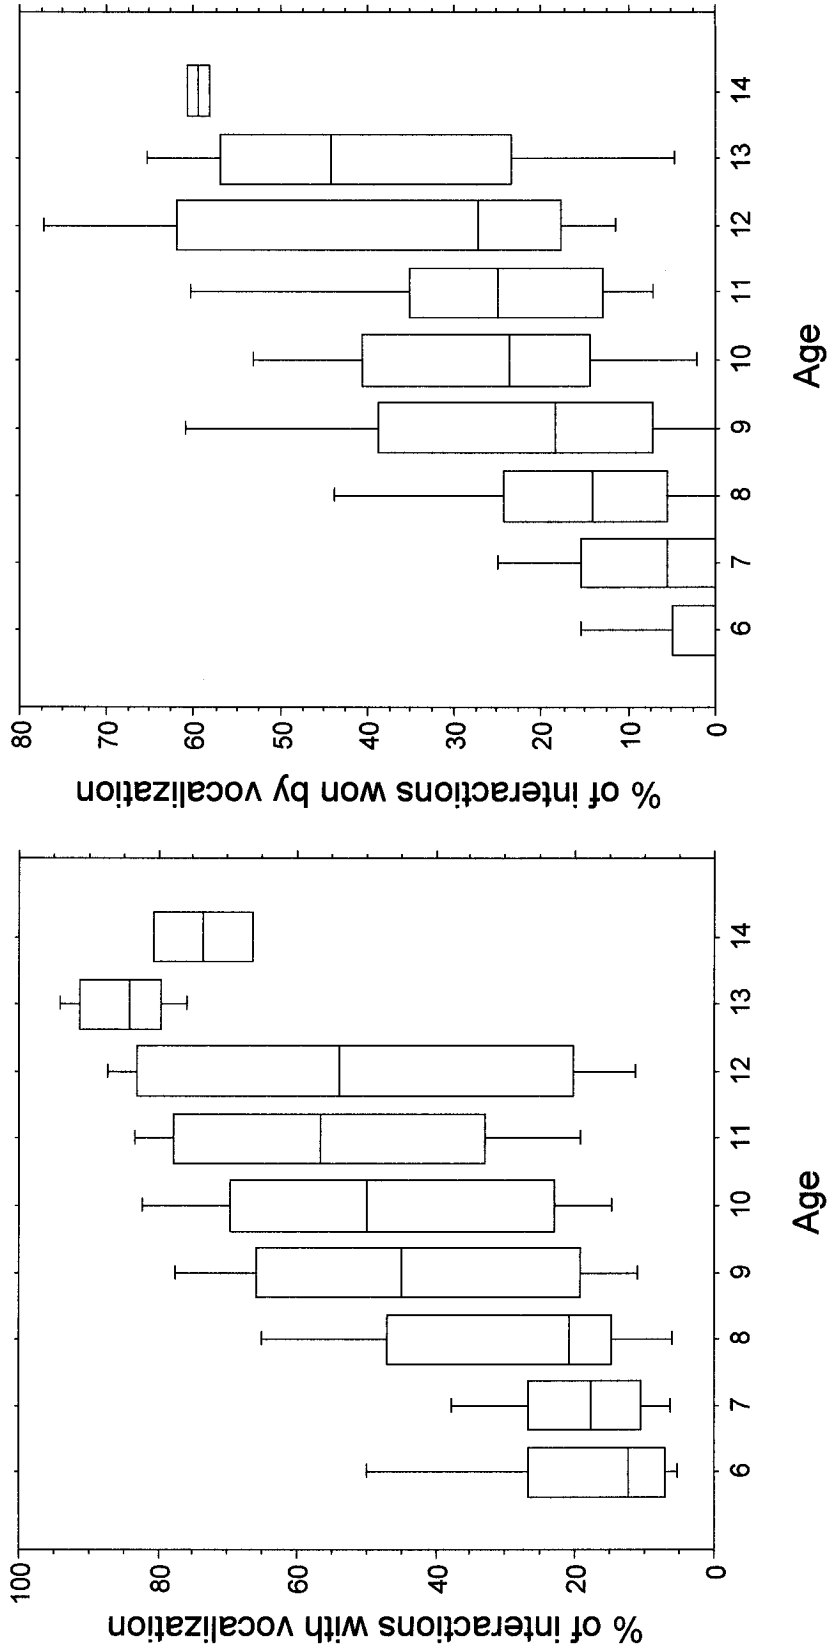 % of interactions with vocalization
100
80
60
40
20
0
6 7 8 9 10 11 12 13 14
Age
% of interactions won by vocalization
80
70
60
50
40
30
20
10
0
6 7 8 9 10 11 12 13 14
Age